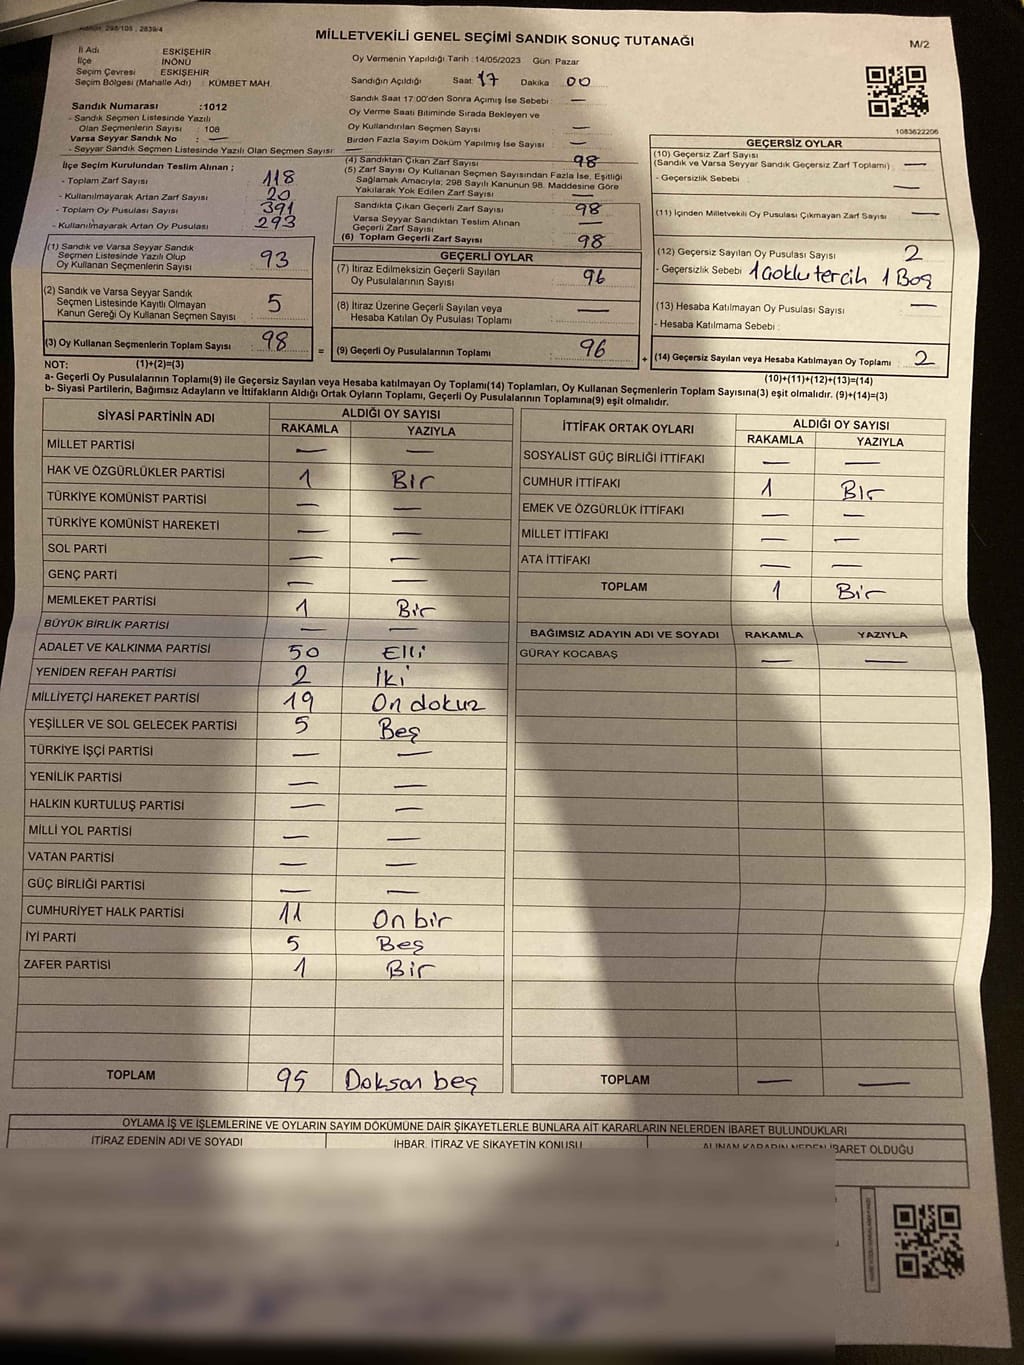 298/105 , 2839/4
MİLLETVEKİLİ GENEL SEÇİMİ SANDIK SONUÇ TUTANAĞI
M/2
İl Adı : ESKİŞEHİR
İlçe : İNÖNÜ
Seçim Çevresi : ESKİŞEHİR
Seçim Bölgesi (Mahalle Adı) : KÜMBET MAH.
Oy Vermenin Yapıldığı Tarih : 14/05/2023 Gün: Pazar
Sandığın Açıldığı Saat: 17 Dakika 00
Sandık Saat 17:00'den Sonra Açımış İse Sebebi : —
Oy Verme Saati Bitiminde Sırada Bekleyen ve
Oy Kullandırılan Seçmen Sayısı —
Birden Fazla Sayım Döküm Yapılmış İse Sayısı : —
1083622206
Sandık Numarası : 1012
- Sandık Seçmen Listesinde Yazılı
Olan Seçmenlerin Sayısı : 108
Varsa Seyyar Sandık No : —
- Seyyar Sandık Seçmen Listesinde Yazılı Olan Seçmen Sayısı: —
İlçe Seçim Kurulundan Teslim Alınan ;
- Toplam Zarf Sayısı : 118
- Kullanılmayarak Artan Zarf Sayısı : 20
- Toplam Oy Pusulası Sayısı : 391
- Kullanılmayarak Artan Oy Pusulası : 293
(4) Sandıktan Çıkan Zarf Sayısı 98
(5) Zarf Sayısı Oy Kullanan Seçmen Sayısından Fazla İse, Eşitliği
Sağlamak Amacıyla; 298 Sayılı Kanunun 98. Maddesine Göre
Yakılarak Yok Edilen Zarf Sayısı —
Sandıkta Çıkan Geçerli Zarf Sayısı 98
Varsa Seyyar Sandıktan Teslim Alınan
Geçerli Zarf Sayısı —
(6) Toplam Geçerli Zarf Sayısı 98
GEÇERSİZ OYLAR
(10) Geçersiz Zarf Sayısı
(Sandık ve Varsa Seyyar Sandık Geçersiz Zarf Toplamı) : —
- Geçersizlik Sebebi : —
(11) İçinden Milletvekili Oy Pusulası Çıkmayan Zarf Sayısı : —
(12) Geçersiz Sayılan Oy Pusulası Sayısı : 2
- Geçersizlik Sebebi : 1 Çoklu tercih 1 Boş
(13) Hesaba Katılmayan Oy Pusulası Sayısı : —
- Hesaba Katılmama Sebebi :
(14) Geçersiz Sayılan veya Hesaba Katılmayan Oy Toplamı : 2
(10)+(11)+(12)+(13)=(14)
(1) Sandık ve Varsa Seyyar Sandık
Seçmen Listesinde Yazılı Olup
Oy Kullanan Seçmenlerin Sayısı 93
(2) Sandık ve Varsa Seyyar Sandık
Seçmen Listesinde Kayıtlı Olmayan
Kanun Gereği Oy Kullanan Seçmen Sayısı 5
(3) Oy Kullanan Seçmenlerin Toplam Sayısı 98
GEÇERLİ OYLAR
(7) İtiraz Edilmeksizin Geçerli Sayılan
Oy Pusulalarının Sayısı 96
(8) İtiraz Üzerine Geçerli Sayılan veya
Hesaba Katılan Oy Pusulası Toplamı —
= (9) Geçerli Oy Pusulalarının Toplamı 96 +
NOT: (1)+(2)=(3)
a- Geçerli Oy Pusulalarının Toplamı(9) ile Geçersiz Sayılan veya Hesaba katılmayan Oy Toplamı(14) Toplamları, Oy Kullanan Seçmenlerin Toplam Sayısına(3) eşit olmalıdır. (9)+(14)=(3)
b- Siyasi Partilerin, Bağımsız Adayların ve İttifakların Aldığı Ortak Oyların Toplamı, Geçerli Oy Pusulalarının Toplamına(9) eşit olmalıdır.
SİYASİ PARTİNİN ADI ALDIĞI OY SAYISI
RAKAMLA YAZIYLA
MİLLET PARTİSİ — —
HAK VE ÖZGÜRLÜKLER PARTİSİ 1 Bir
TÜRKİYE KOMÜNİST PARTİSİ — —
TÜRKİYE KOMÜNİST HAREKETİ — —
SOL PARTİ — —
GENÇ PARTİ — —
MEMLEKET PARTİSİ 1 Bir
BÜYÜK BİRLİK PARTİSİ — —
ADALET VE KALKINMA PARTİSİ 50 Elli
YENİDEN REFAH PARTİSİ 2 İki
MİLLİYETÇİ HAREKET PARTİSİ 19 On dokuz
YEŞİLLER VE SOL GELECEK PARTİSİ 5 Beş
TÜRKİYE İŞÇİ PARTİSİ — —
YENİLİK PARTİSİ — —
HALKIN KURTULUŞ PARTİSİ — —
MİLLİ YOL PARTİSİ — —
VATAN PARTİSİ — —
GÜÇ BİRLİĞİ PARTİSİ — —
CUMHURİYET HALK PARTİSİ 11 On bir
İYİ PARTİ 5 Beş
ZAFER PARTİSİ 1 Bir
TOPLAM 95 Doksan beş
İTTİFAK ORTAK OYLARI ALDIĞI OY SAYISI
RAKAMLA YAZIYLA
SOSYALİST GÜÇ BİRLİĞİ İTTİFAKI — —
CUMHUR İTTİFAKI 1 Bir
EMEK VE ÖZGÜRLÜK İTTİFAKI — —
MİLLET İTTİFAKI — —
ATA İTTİFAKI — —
TOPLAM 1 Bir
BAĞIMSIZ ADAYIN ADI VE SOYADI RAKAMLA YAZIYLA
GÜRAY KOCABAŞ — —
TOPLAM — —
OYLAMA İŞ VE İŞLEMLERİNE VE OYLARIN SAYIM DÖKÜMÜNE DAİR ŞİKAYETLERLE BUNLARA AİT KARARLARIN NELERDEN İBARET BULUNDUKLARI
İTİRAZ EDENİN ADI VE SOYADI İHBAR, İTİRAZ VE ŞİKAYETİN KONUSU ALINAN KARARIN NEDEN İBARET OLDUĞU